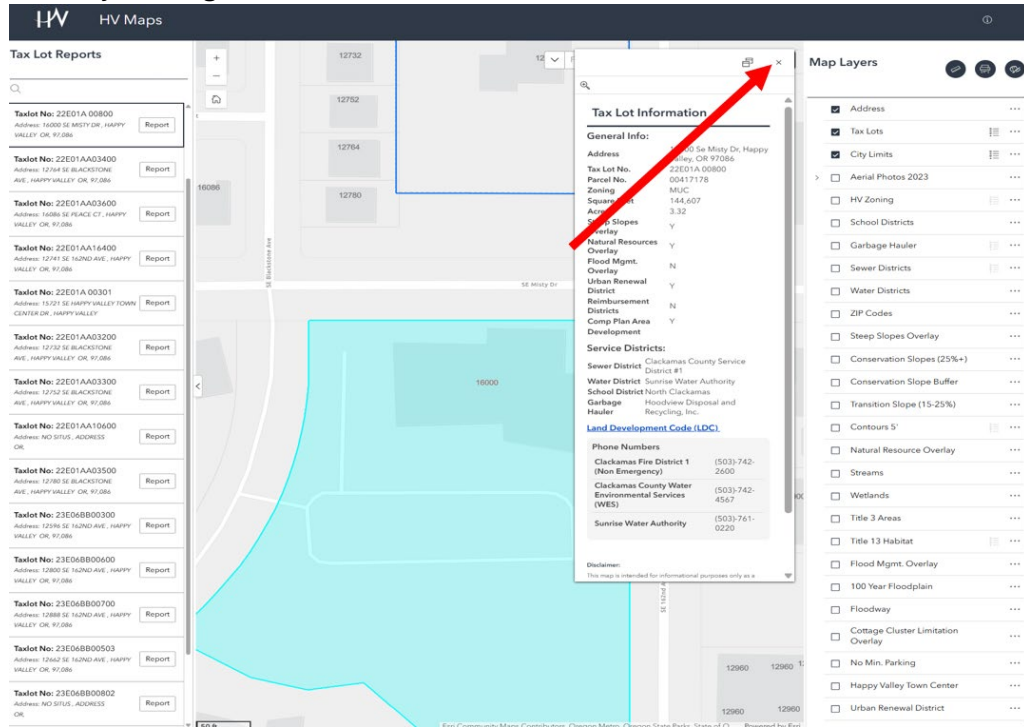 HV HV Maps
Tax Lot Reports
Taxlot No: 22E01A 00800
Address: 16000 SE MISTY DR , HAPPY
VALLEY OR, 97,086
Report
Taxlot No: 22E01AA03400
Address: 12764 SE BLACKSTONE
AVE , HAPPY VALLEY OR, 97,086
Report
Taxlot No: 22E01AA03600
Address: 16086 SE PEACE CT , HAPPY
VALLEY OR, 97,086
Report
Taxlot No: 22E01AA16400
Address: 12741 SE 162ND AVE , HAPPY
VALLEY OR, 97,086
Report
Taxlot No: 22E01A 00301
Address: 15721 SE HAPPY VALLEY TOWN
CENTER DR , HAPPY VALLEY
Report
Taxlot No: 22E01AA03200
Address: 12732 SE BLACKSTONE
AVE , HAPPY VALLEY OR, 97,086
Report
Taxlot No: 22E01AA03300
Address: 12752 SE BLACKSTONE
AVE , HAPPY VALLEY OR, 97,086
Report
Taxlot No: 22E01AA10600
Address: NO SITUS , ADDRESS
OR,
Report
Taxlot No: 22E01AA03500
Address: 12780 SE BLACKSTONE
AVE , HAPPY VALLEY OR, 97,086
Report
Taxlot No: 23E06BB00300
Address: 12596 SE 162ND AVE , HAPPY
VALLEY OR, 97,086
Report
Taxlot No: 23E06BB00600
Address: 12800 SE 162ND AVE , HAPPY
VALLEY OR, 97,086
Report
Taxlot No: 23E06BB00700
Address: 12888 SE 162ND AVE , HAPPY
VALLEY OR, 97,086
Report
Taxlot No: 23E06BB00503
Address: 12662 SE 162ND AVE , HAPPY
VALLEY OR, 97,086
Report
Taxlot No: 23E06BB00802
Address: NO SITUS , ADDRESS
OR,
Report
12732
12752
12764
16086
12780
SE Blackstone Ave
SE Misty Dr
16000
SE 162nd
12960 12960
12960 12960
50 ft
Esri Community Maps Contributors, Oregon Metro, Oregon State Parks, State of O... Powered by Esri
Tax Lot Information
General Info:
Address Se Misty Dr, Happy
Valley, OR 97086
Tax Lot No. 22E01A 00800
Parcel No. 00417178
Zoning MUC
Square 144,607
3.32
Steep Slopes
Overlay Y
Natural Resources
Overlay Y
Flood Mgmt.
Overlay N
Urban Renewal
District Y
Reimbursement
Districts N
Comp Plan Area Y
Development
Service Districts:
Sewer District Clackamas County Service
District #1
Water District Sunrise Water Authority
School District North Clackamas
Garbage Hoodview Disposal and
Hauler Recycling, Inc.
Land Development Code (LDC)
Phone Numbers
Clackamas Fire District 1 (503)-742-
(Non Emergency) 2600
Clackamas County Water
Environmental Services (503)-742-
(WES) 4567
Sunrise Water Authority (503)-761-
0220
Disclaimer:
This map is intended for informational purposes only as a
Map Layers
Address
Tax Lots
City Limits
Aerial Photos 2023
HV Zoning
School Districts
Garbage Hauler
Sewer Districts
Water Districts
ZIP Codes
Steep Slopes Overlay
Conservation Slopes (25%+)
Conservation Slope Buffer
Transition Slope (15-25%)
Contours 5'
Natural Resource Overlay
Streams
Wetlands
Title 3 Areas
Title 13 Habitat
Flood Mgmt. Overlay
100 Year Floodplain
Floodway
Cottage Cluster Limitation
Overlay
No Min. Parking
Happy Valley Town Center
Urban Renewal District